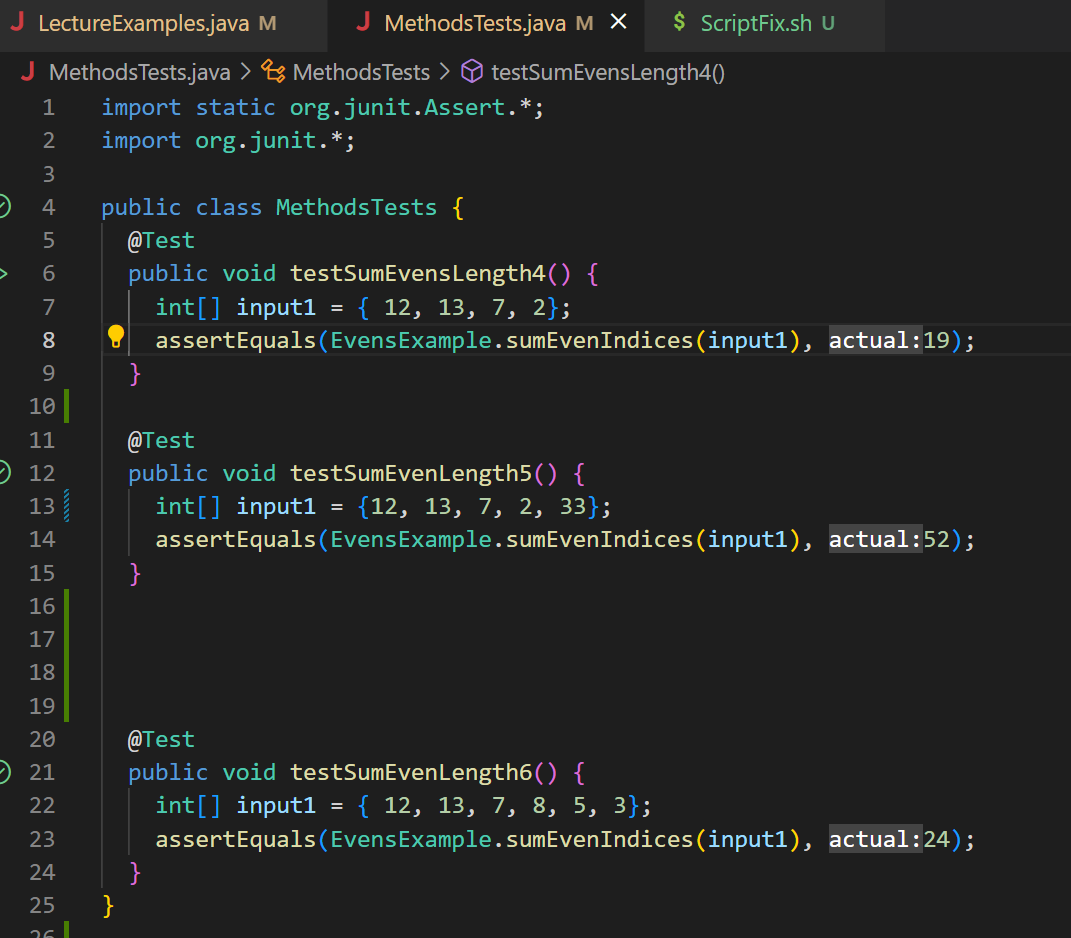 LectureExamples.java M MethodsTests.java M $ ScriptFix.sh U
MethodsTests.java > MethodsTests > testSumEvensLength4()
1 import static org.junit.Assert.*;
2 import org.junit.*;
3
4 public class MethodsTests {
5 @Test
6 public void testSumEvensLength4() {
7 int[] input1 = { 12, 13, 7, 2};
8 assertEquals(EvensExample.sumEvenIndices(input1), actual:19);
9 }
10
11 @Test
12 public void testSumEvenLength5() {
13 int[] input1 = {12, 13, 7, 2, 33};
14 assertEquals(EvensExample.sumEvenIndices(input1), actual:52);
15 }
16
17
18
19
20 @Test
21 public void testSumEvenLength6() {
22 int[] input1 = { 12, 13, 7, 8, 5, 3};
23 assertEquals(EvensExample.sumEvenIndices(input1), actual:24);
24 }
25 }
26